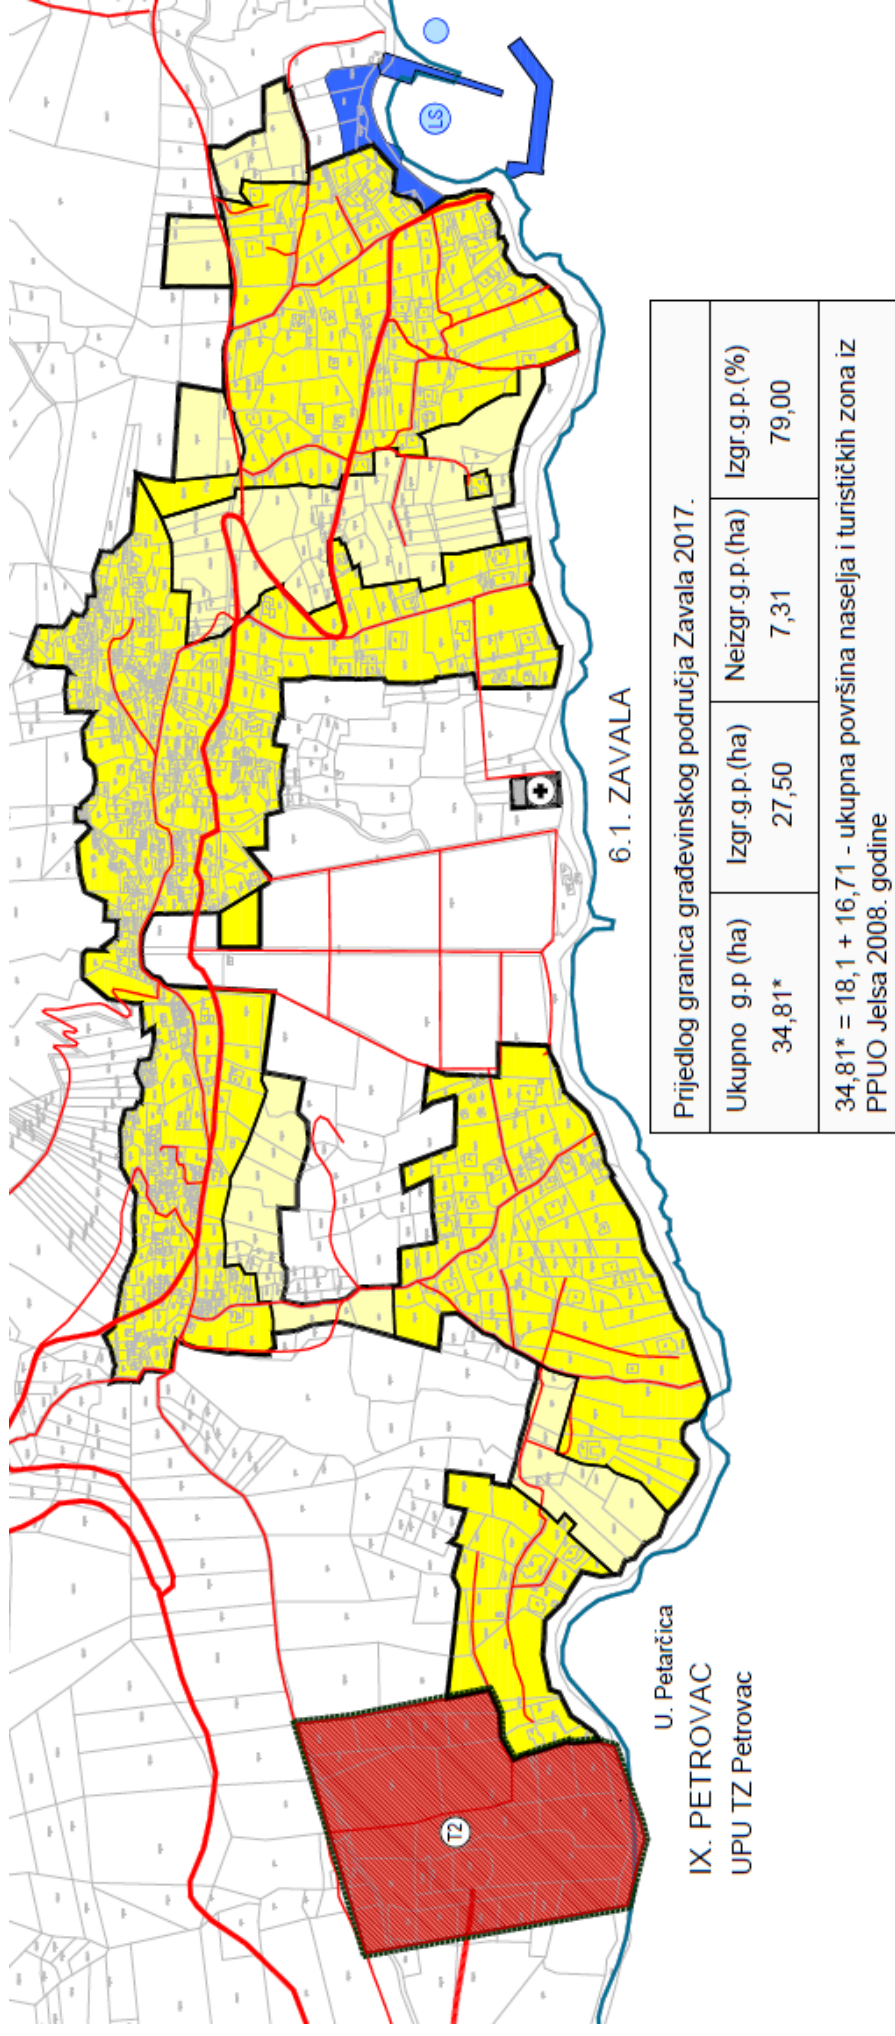 LS
6.1. ZAVALA
T2
U. Petarčica
IX. PETROVAC
UPU TZ Petrovac
Prijedlog granica građevinskog područja Zavala 2017.
Ukupno g.p (ha) Izgr.g.p.(ha) Neizgr.g.p.(ha) Izgr.g.p.(%)
34,81* 27,50 7,31 79,00
34,81* = 18,1 + 16,71 - ukupna površina naselja i turističkih zona iz
PPUO Jelsa 2008. godine